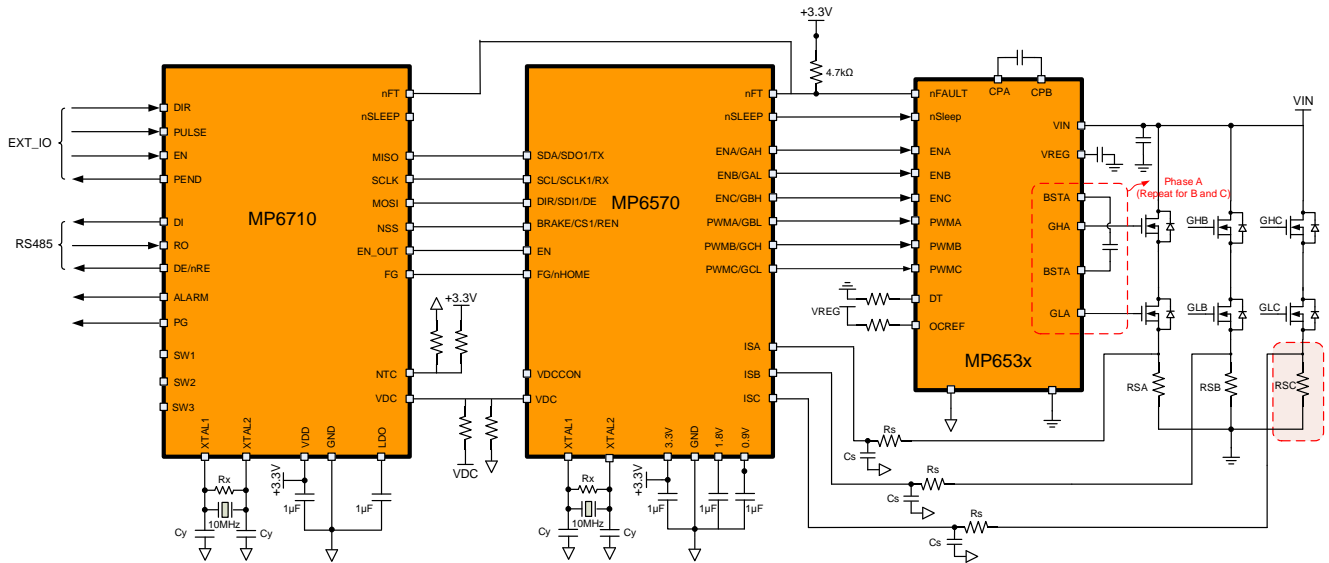 +3.3V
4.7kΩ
EXT_IO
DIR
PULSE
EN
PEND
RS485
DI
RO
DE/nRE
ALARM
PG
SW1
SW2
SW3
MP6710
nFT
nSLEEP
MISO
SCLK
MOSI
NSS
EN_OUT
FG
NTC
VDC
XTAL1
XTAL2
VDD
GND
LDO
+3.3V
VDC
Rx
10MHz
Cy
Cy
+3.3V
1µF
1µF
MP6570
SDA/SDO1/TX
SCL/SCLK1/RX
DIR/SDI1/DE
BRAKE/CS1/REN
EN
FG/nHOME
VDCCON
VDC
nFT
nSLEEP
ENA/GAH
ENB/GAL
ENC/GBH
PWMA/GBL
PWMB/GCH
PWMC/GCL
ISA
ISB
ISC
XTAL1
XTAL2
3.3V
GND
1.8V
0.9V
Rx
10MHz
Cy
Cy
+3.3V
1µF
1µF
1µF
MP653x
nFAULT
nSleep
ENA
ENB
ENC
PWMA
PWMB
PWMC
DT
OCREF
VREG
CPA
CPB
VIN
VREG
BSTA
GHA
BSTA
GLA
Phase A
(Repeat for B and C)
VIN
GHB
GHC
GLB
GLC
RSA
RSB
RSC
Rs
Cs
Rs
Cs
Rs
Cs